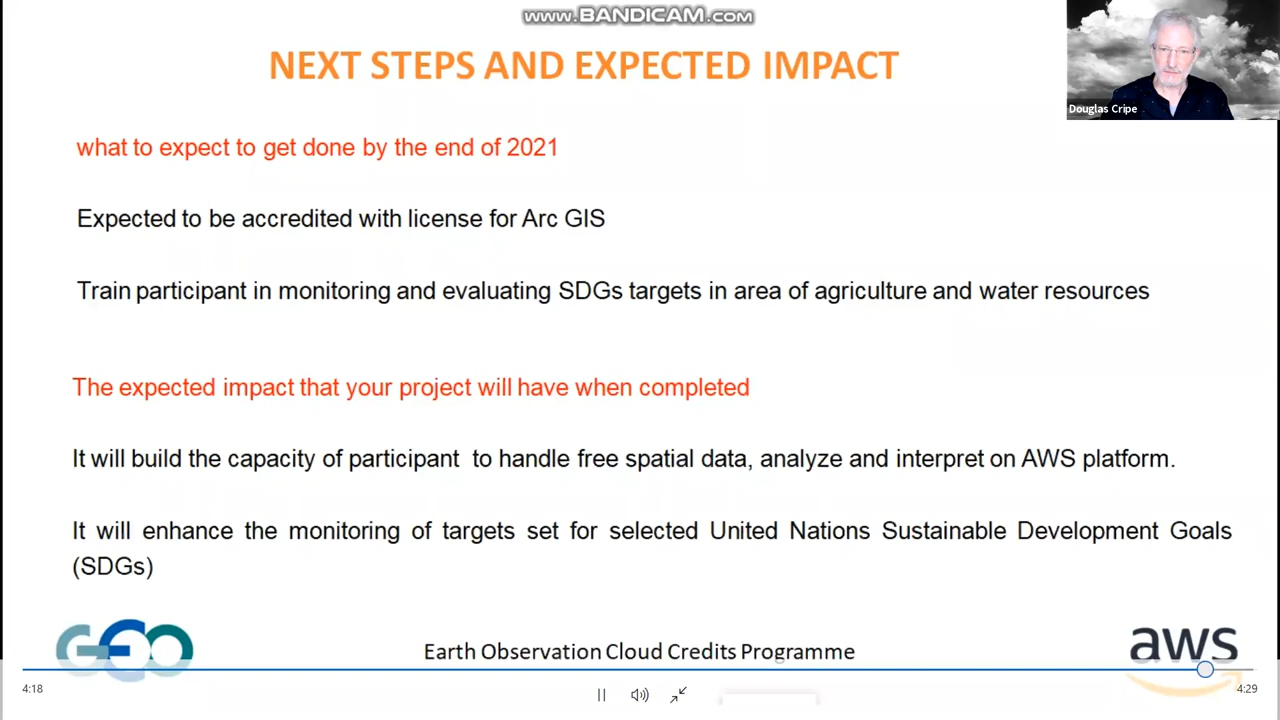 www.BANDICAM.com
NEXT STEPS AND EXPECTED IMPACT
Douglas Cripe
what to expect to get done by the end of 2021
Expected to be accredited with license for Arc GIS
Train participant in monitoring and evaluating SDGs targets in area of agriculture and water resources
The expected impact that your project will have when completed
It will build the capacity of participant to handle free spatial data, analyze and interpret on AWS platform.
It will enhance the monitoring of targets set for selected United Nations Sustainable Development Goals
(SDGs)
GEO
Earth Observation Cloud Credits Programme
aws
4:18
4:29